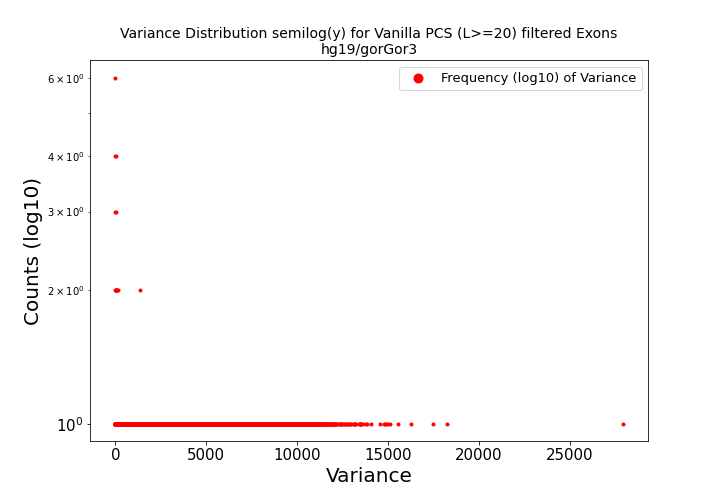 Variance Distribution semilog(y) for Vanilla PCS (L>=20) filtered Exons
hg19/gorGor3
Frequency (log10) of Variance
Counts (log10)
6 × 10⁰
4 × 10⁰
3 × 10⁰
2 × 10⁰
10⁰
0 5000 10000 15000 20000 25000
Variance